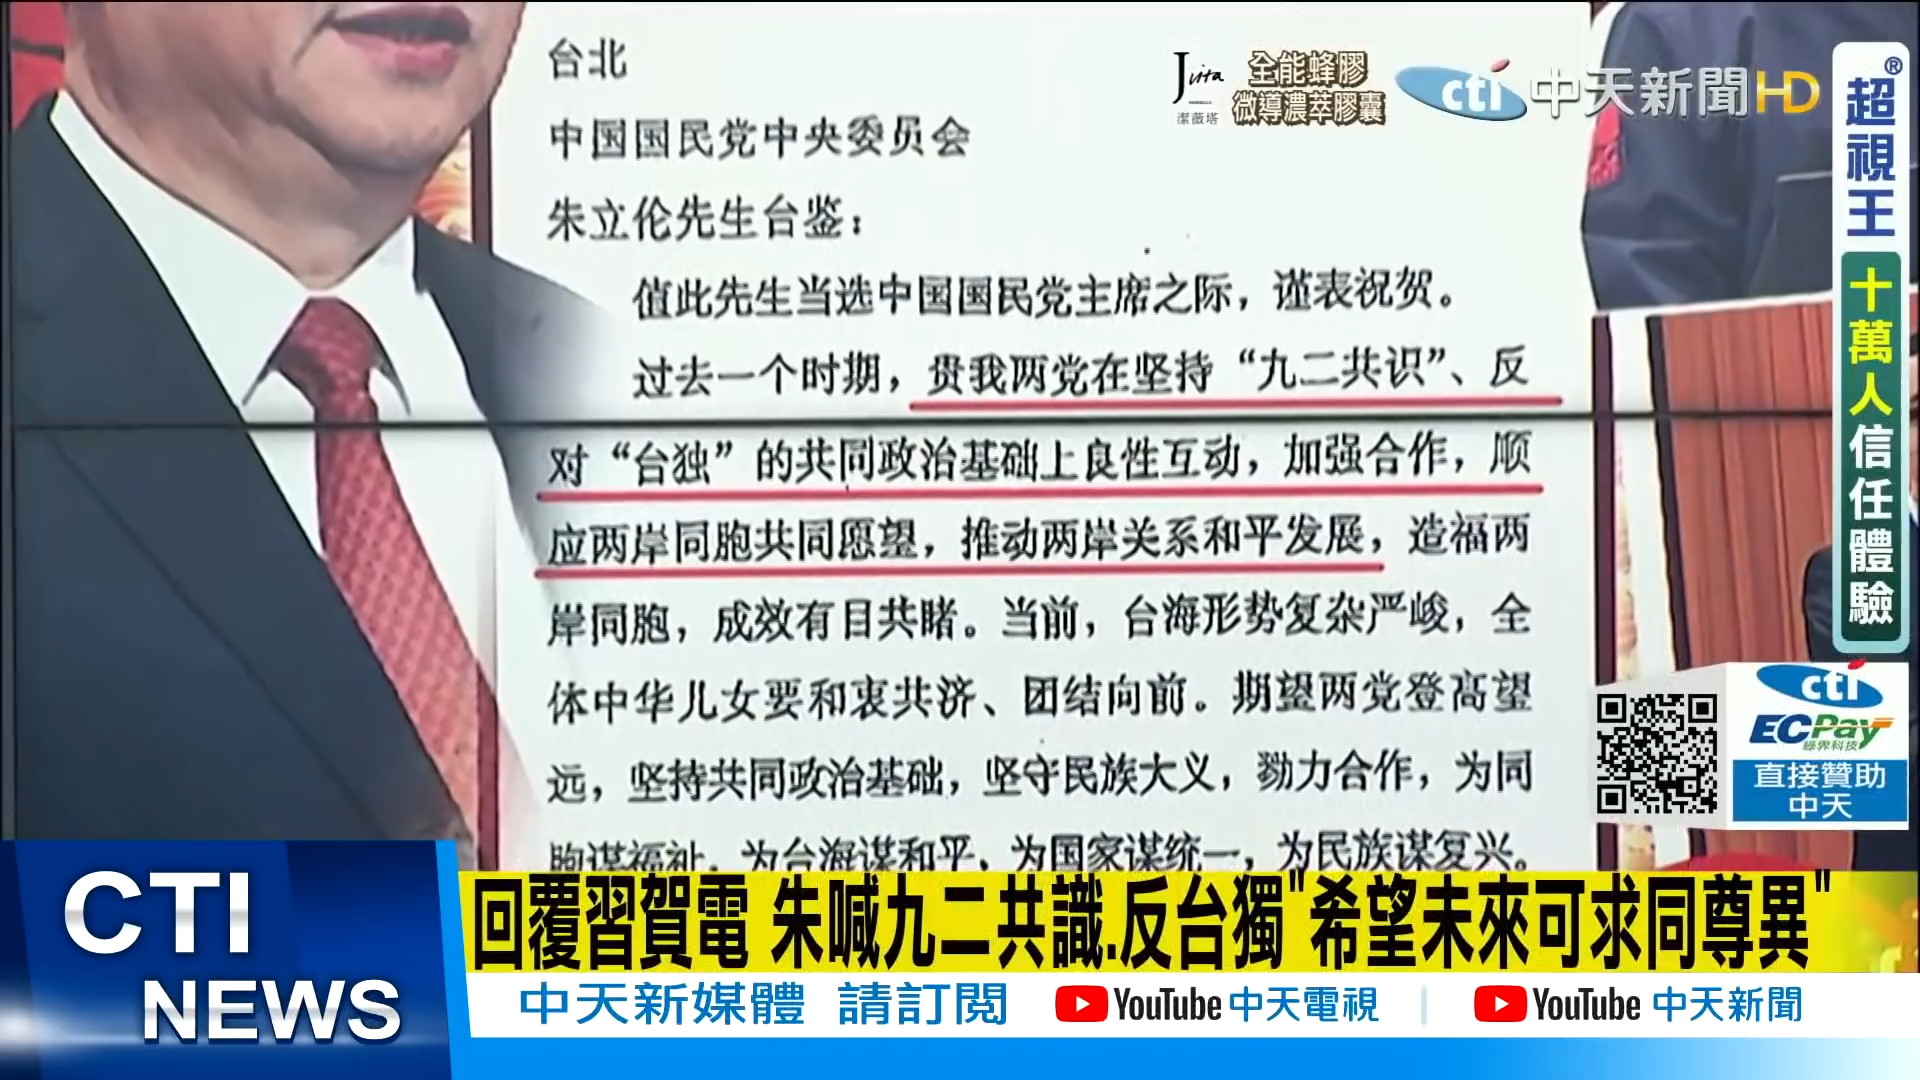 台北
中国国民党中央委员会
朱立伦先生台鉴：
值此先生当选中国国民党主席之际，谨表祝贺。
过去一个时期，贵我两党在坚持“九二共识”、反
对“台独”的共同政治基础上良性互动，加强合作，顺
应两岸同胞共同愿望，推动两岸关系和平发展，造福两
岸同胞，成效有目共睹。当前，台海形势复杂严峻，全
体中华儿女要和衷共济、团结向前。期望两党登高望
远，坚持共同政治基础，坚守民族大义，勠力合作，为同
胞谋福祉，为台海谋和平，为国家谋统一，为民族谋复兴。
Jvita
潔薇塔
全能蜂膠
微導濃萃膠囊
cti 中天新聞HD
超視王®
十萬人信任體驗
cti
ECPay
綠界科技
直接贊助
中天
CTI
NEWS
回覆習賀電 朱喊九二共識.反台獨"希望未來可求同尊異"
中天新媒體 請訂閱 YouTube 中天電視 | YouTube 中天新聞